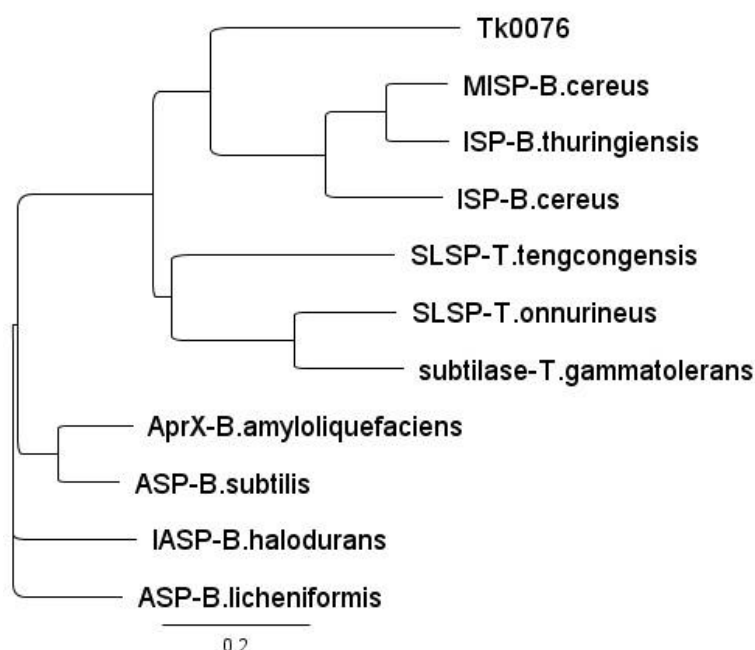 Tk0076
MISP-B.cereus
ISP-B.thuringiensis
ISP-B.cereus
SLSP-T.tengcongensis
SLSP-T.onnurineus
subtilase-T.gammatolerans
AprX-B.amyloliquefaciens
ASP-B.subtilis
IASP-B.halodurans
ASP-B.licheniformis
0.2